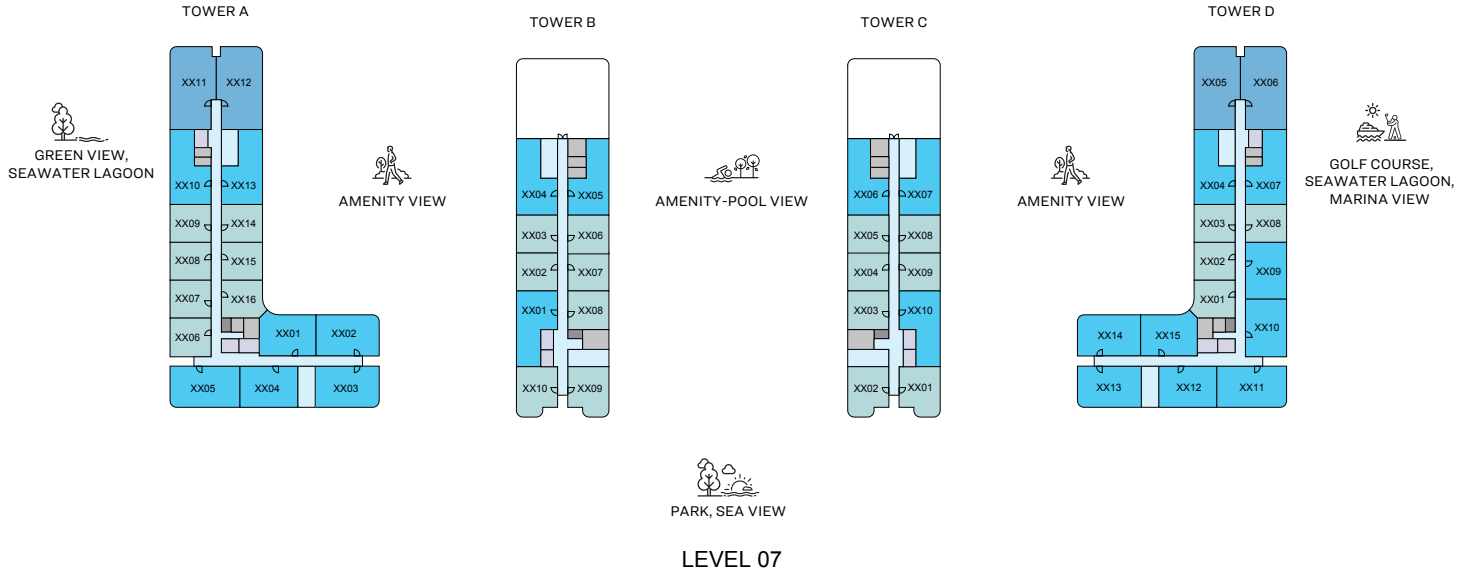 TOWER A
TOWER B
TOWER C
TOWER D
XX11 XX12
XX10 XX13
XX09 XX14
XX08 XX15
XX07 XX16
XX06
XX01 XX02
XX05 XX04 XX03
GREEN VIEW,
SEAWATER LAGOON
AMENITY VIEW
XX04 XX05
XX03 XX06
XX02 XX07
XX01 XX08
XX10 XX09
AMENITY-POOL VIEW
XX06 XX07
XX05 XX08
XX04 XX09
XX03 XX10
XX02 XX01
AMENITY VIEW
XX05 XX06
XX04 XX07
XX03 XX08
XX02 XX09
XX01
XX14 XX15 XX10
XX13 XX12 XX11
GOLF COURSE,
SEAWATER LAGOON,
MARINA VIEW
PARK, SEA VIEW
LEVEL 07